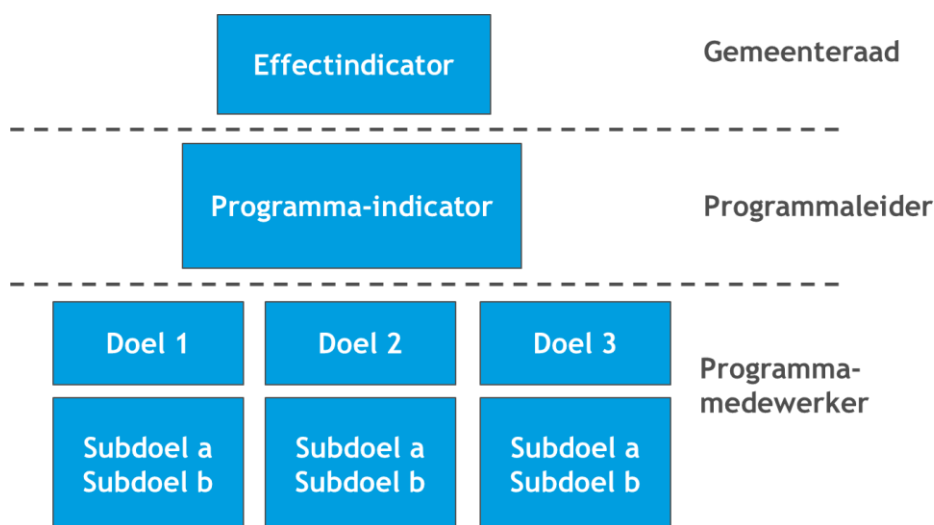 Effectindicator
Gemeenteraad
Programma-indicator
Programmaleider
Doel 1
Doel 2
Doel 3
Programma-
medewerker
Subdoel a
Subdoel b
Subdoel a
Subdoel b
Subdoel a
Subdoel b